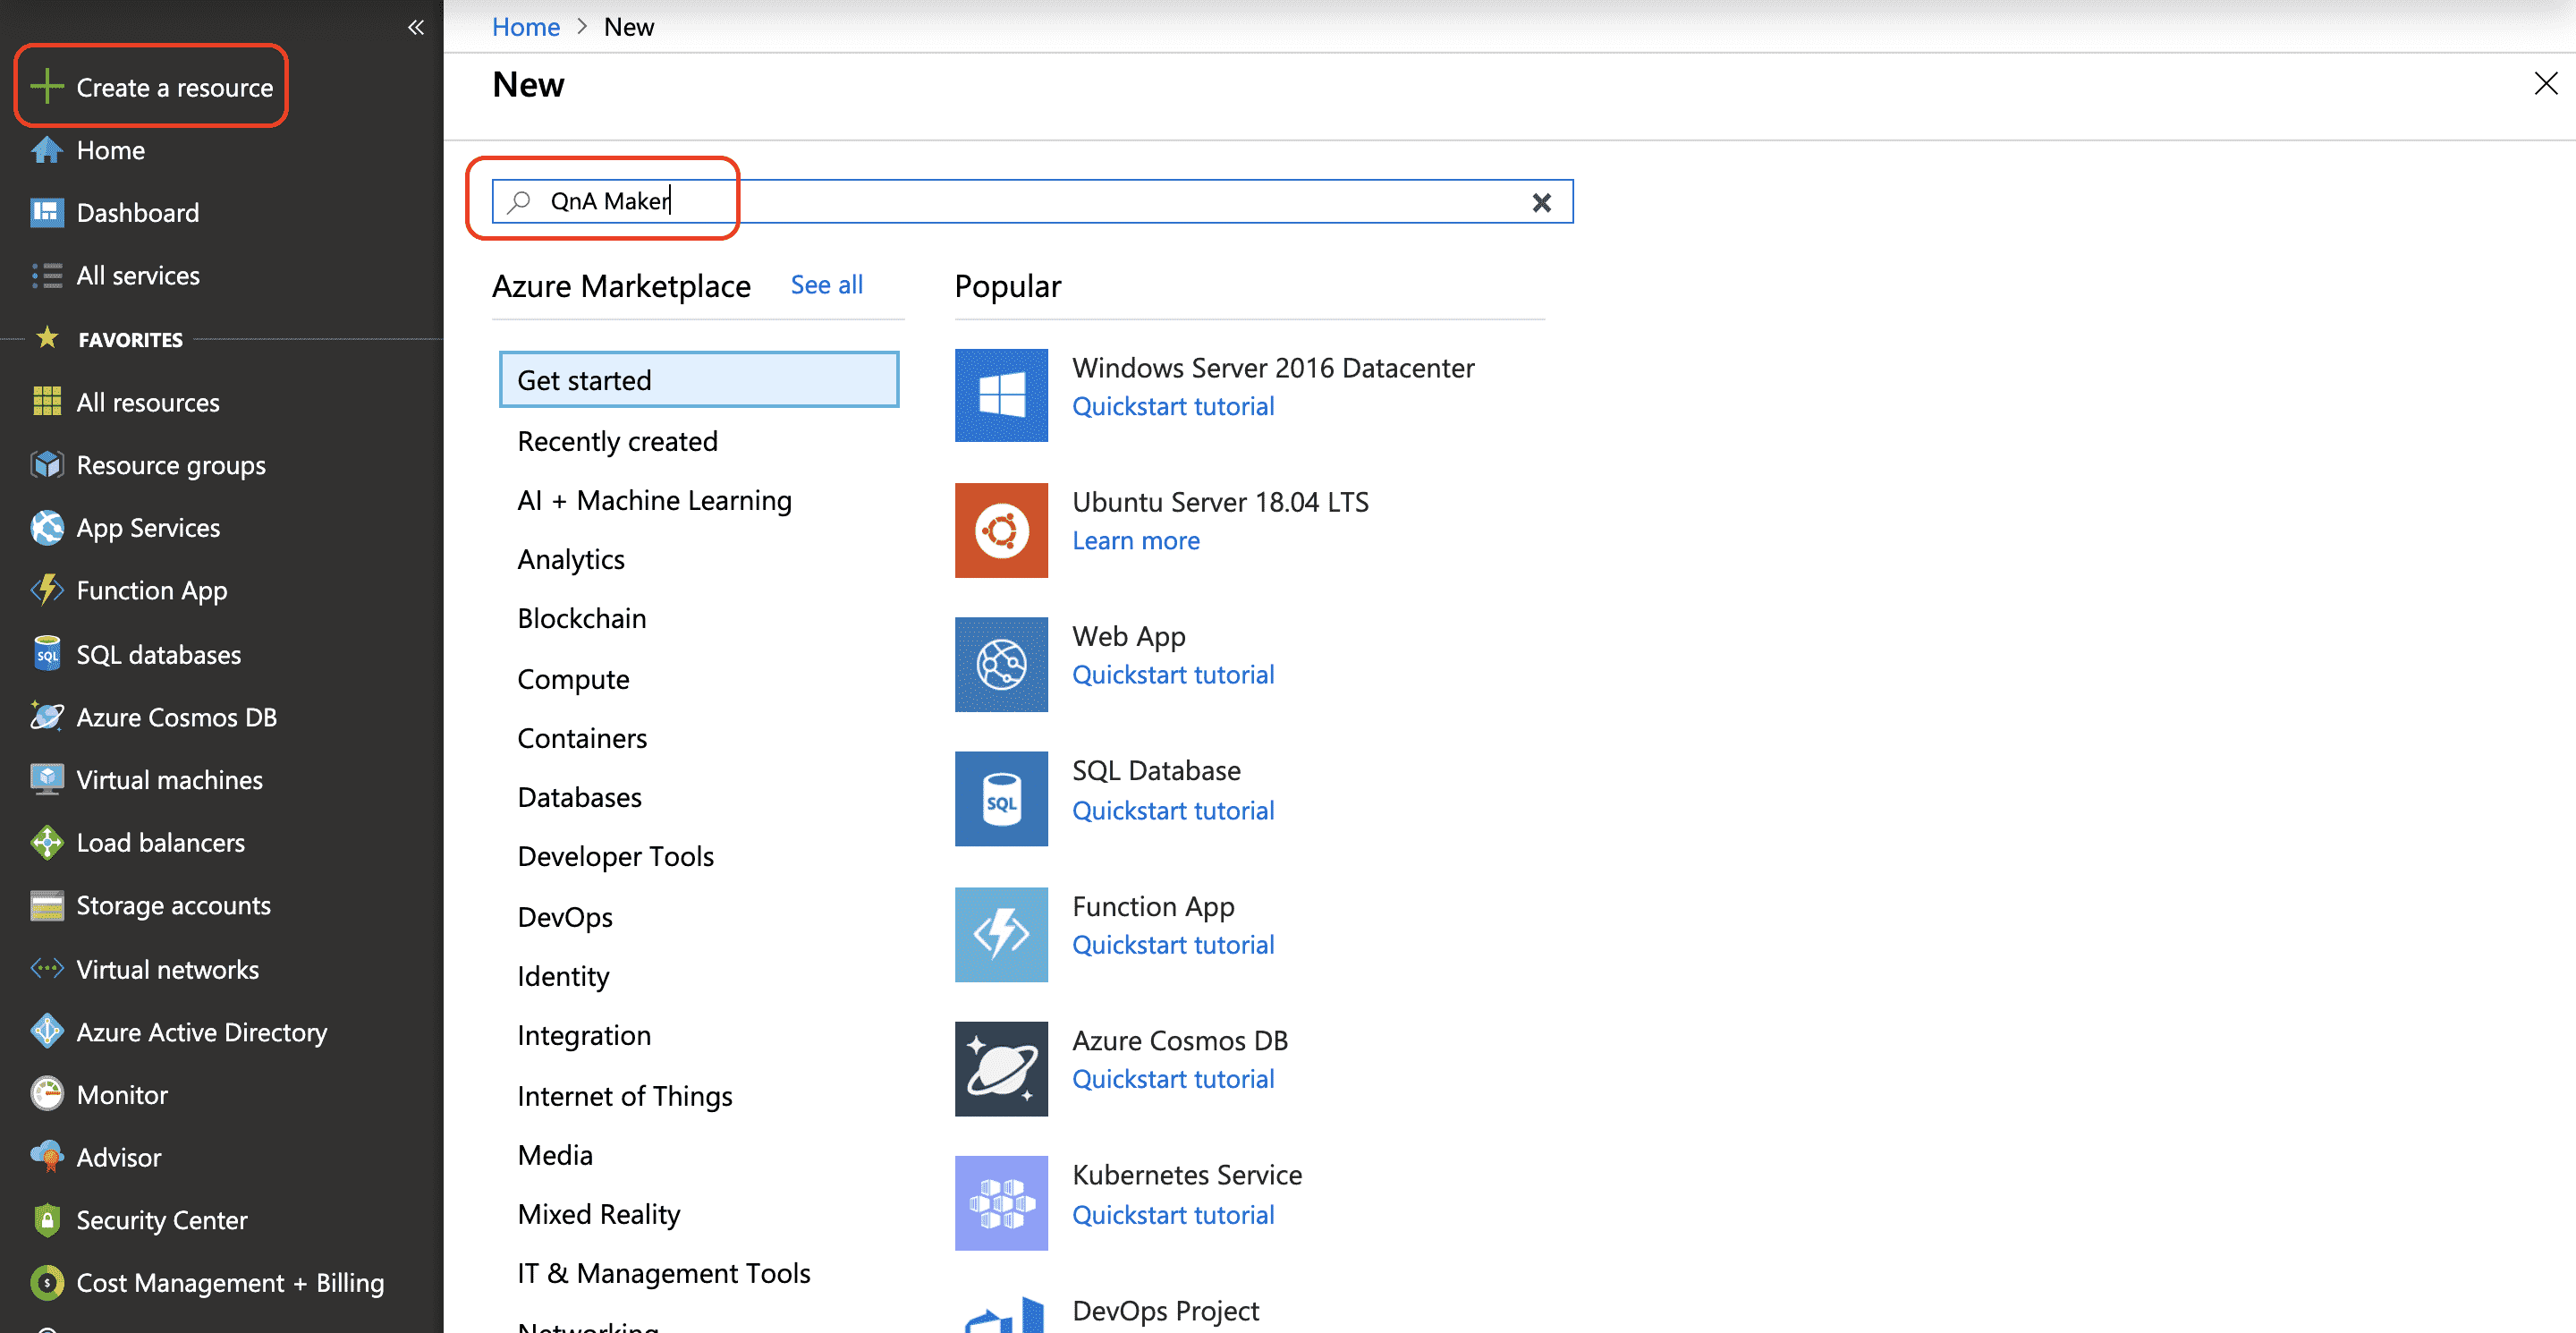 Create a resource
Home
Dashboard
All services
FAVORITES
All resources
Resource groups
App Services
Function App
SQL
SQL databases
Azure Cosmos DB
Virtual machines
Load balancers
Storage accounts
Virtual networks
Azure Active Directory
Monitor
Advisor
Security Center
$
Cost Management + Billing
Home > New
New
QnA Maker
Azure Marketplace
See all
Get started
Recently created
AI + Machine Learning
Analytics
Blockchain
Compute
Containers
Databases
Developer Tools
DevOps
Identity
Integration
Internet of Things
Media
Mixed Reality
IT & Management Tools
Networking
Popular
Windows Server 2016 Datacenter
Quickstart tutorial
Ubuntu Server 18.04 LTS
Learn more
Web App
Quickstart tutorial
SQL
SQL Database
Quickstart tutorial
Function App
Quickstart tutorial
Azure Cosmos DB
Quickstart tutorial
Kubernetes Service
Quickstart tutorial
DevOps Project